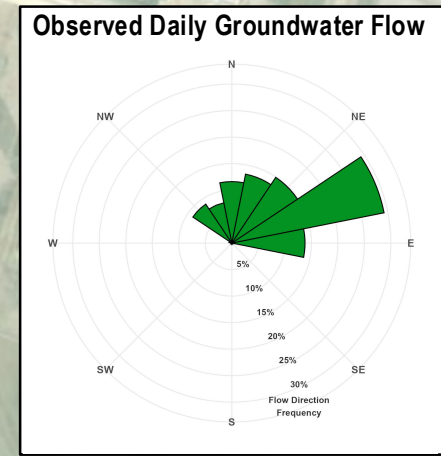 Observed Daily Groundwater Flow
N
NW
NE
W
E
5%
10%
15%
20%
25%
30%
SW
SE
Flow Direction
Frequency
S